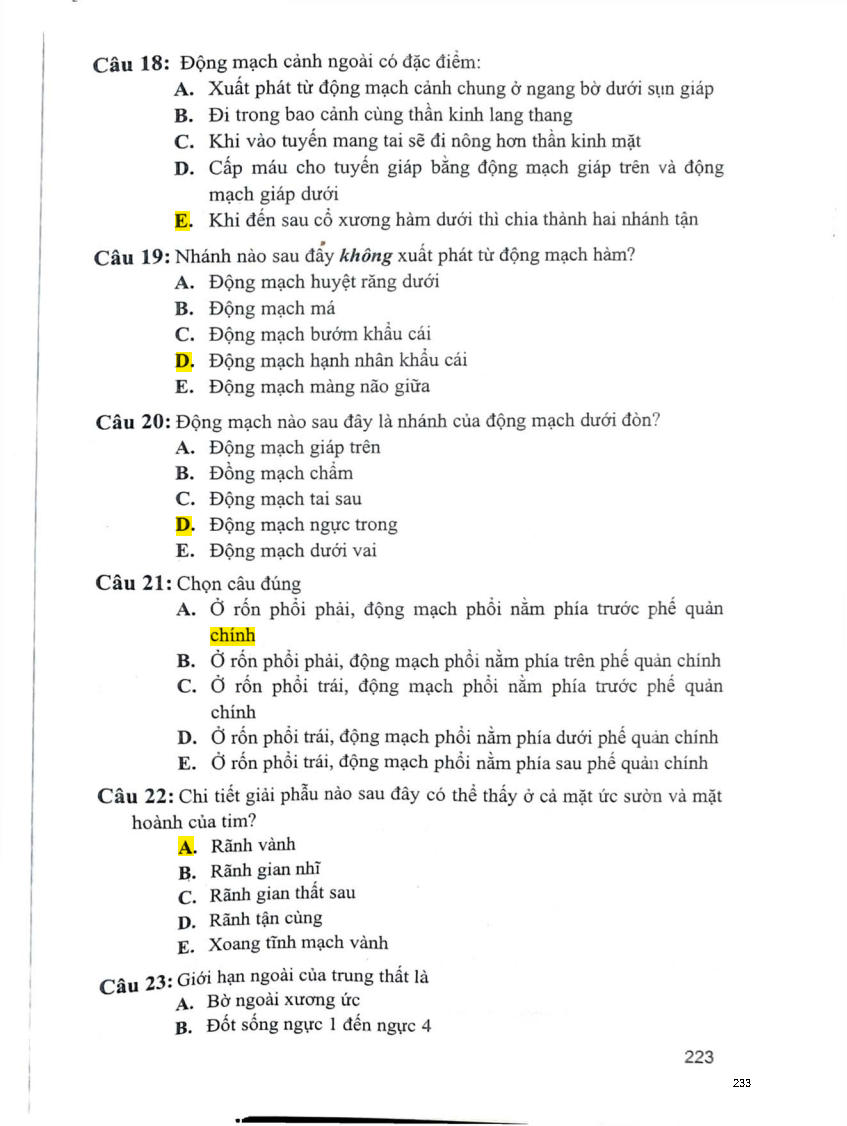 Câu 18: Động mạch cảnh ngoài có đặc điểm:
A. Xuất phát từ động mạch cảnh chung ở ngang bờ dưới sụn giáp
B. Đi trong bao cảnh cùng thần kinh lang thang
C. Khi vào tuyến mang tai sẽ đi nông hơn thần kinh mặt
D. Cấp máu cho tuyến giáp bằng động mạch giáp trên và động
mạch giáp dưới
E. Khi đến sau cổ xương hàm dưới thì chia thành hai nhánh tận
Câu 19: Nhánh nào sau đây không xuất phát từ động mạch hàm?
A. Động mạch huyệt răng dưới
B. Động mạch má
C. Động mạch bướm khẩu cái
D. Động mạch hạnh nhân khẩu cái
E. Động mạch màng não giữa
Câu 20: Động mạch nào sau đây là nhánh của động mạch dưới đòn?
A. Động mạch giáp trên
B. Đồng mạch chẩm
C. Động mạch tai sau
D. Động mạch ngực trong
E. Động mạch dưới vai
Câu 21: Chọn câu đúng
A. Ở rốn phổi phải, động mạch phổi nằm phía trước phế quản
chính
B. Ở rốn phổi phải, động mạch phổi nằm phía trên phế quản chính
C. Ở rốn phổi trái, động mạch phổi nằm phía trước phế quản
chính
D. Ở rốn phổi trái, động mạch phổi nằm phía dưới phế quản chính
E. Ở rốn phổi trái, động mạch phổi nằm phía sau phế quản chính
Câu 22: Chi tiết giải phẫu nào sau đây có thể thấy ở cả mặt ức sườn và mặt
hoành của tim?
A. Rãnh vành
B. Rãnh gian nhĩ
C. Rãnh gian thất sau
D. Rãnh tận cùng
E. Xoang tĩnh mạch vành
Câu 23: Giới hạn ngoài của trung thất là
A. Bờ ngoài xương ức
B. Đốt sống ngực 1 đến ngực 4
223
233